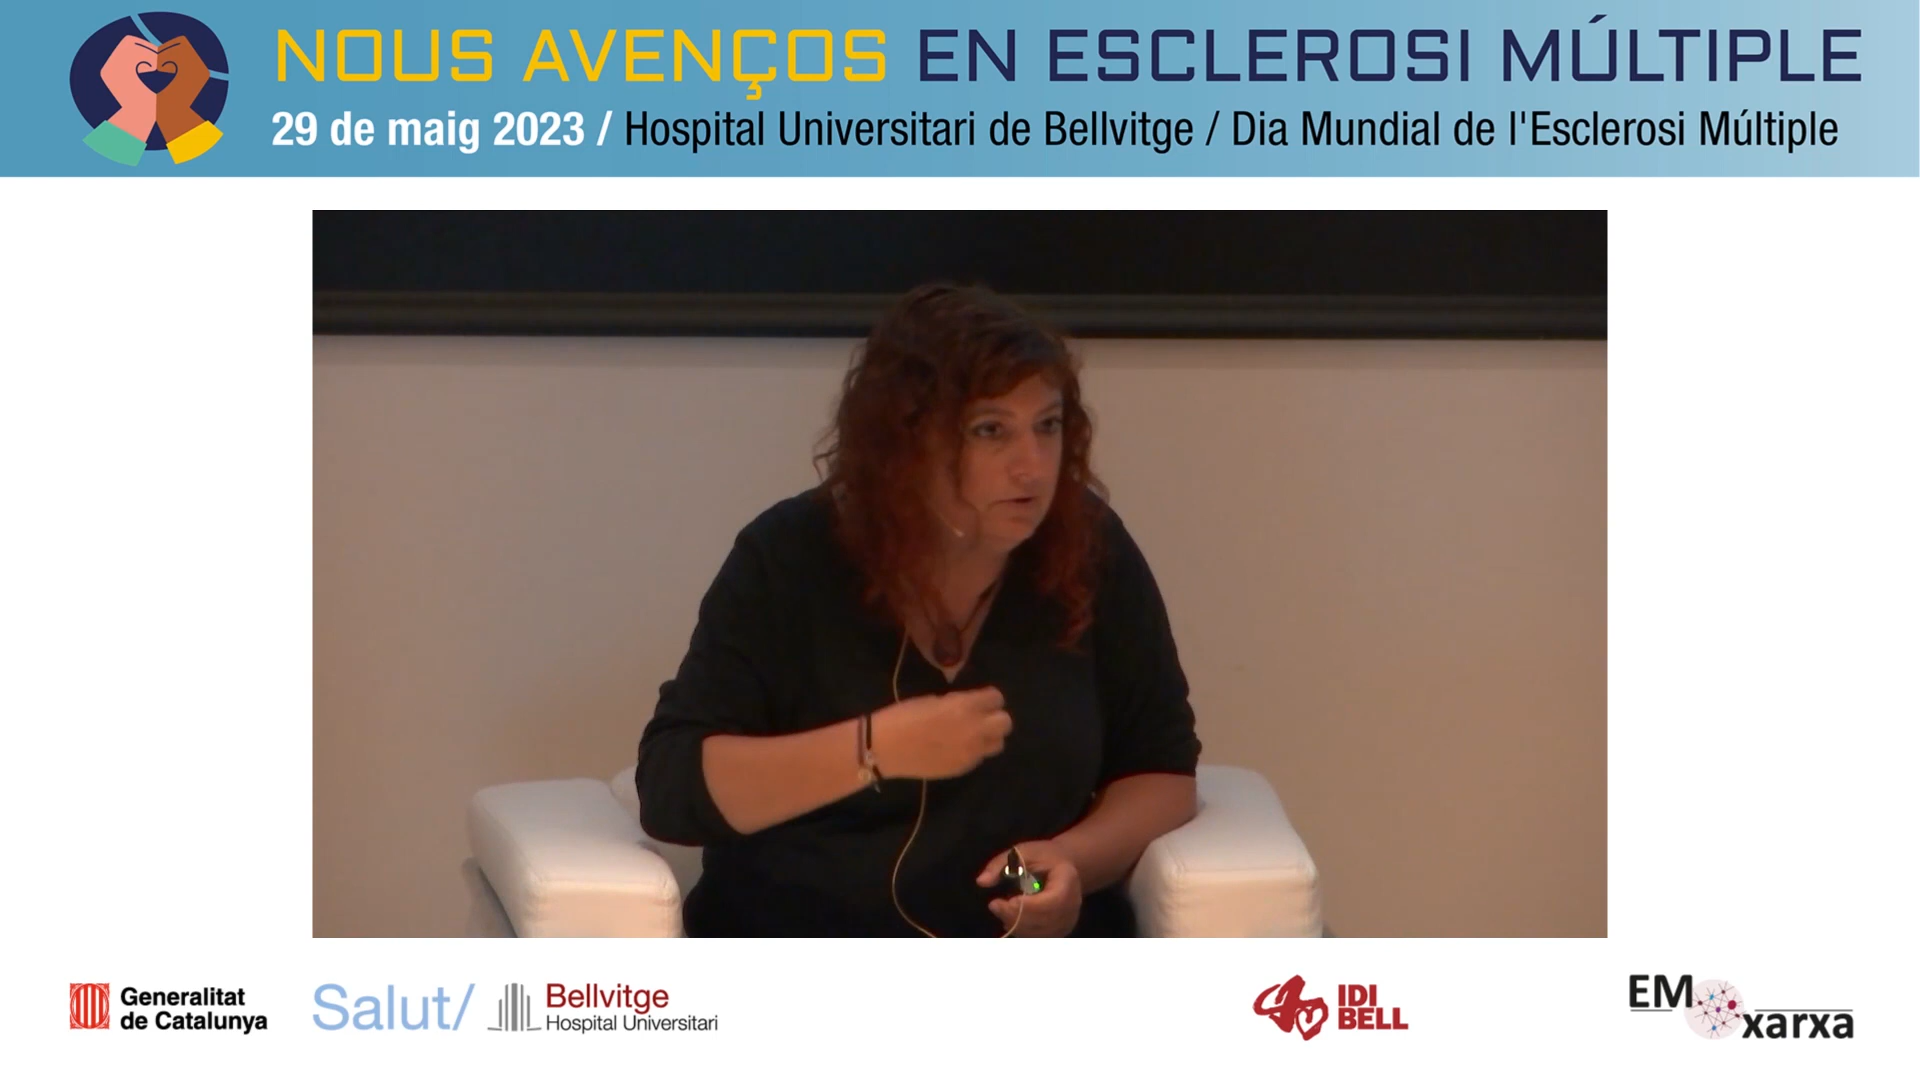 NOUS AVENÇOS EN ESCLEROSI MÚLTIPLE
29 de maig 2023 / Hospital Universitari de Bellvitge / Dia Mundial de l'Esclerosi Múltiple
Generalitat
de Catalunya
Salut/
Bellvitge
Hospital Universitari
IDI
BELL
EM
xarxa